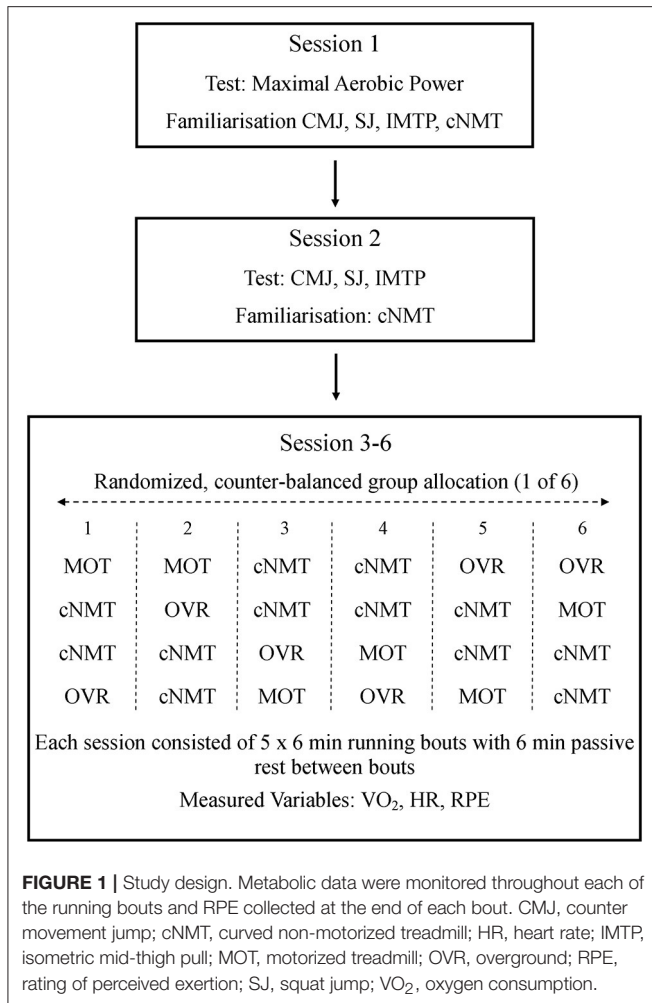 Session 1
Test: Maximal Aerobic Power
Familiarisation CMJ, SJ, IMTP, cNMT
Session 2
Test: CMJ, SJ, IMTP
Familiarisation: cNMT
Session 3-6
Randomized, counter-balanced group allocation (1 of 6)
1 2 3 4 5 6
MOT MOT cNMT cNMT OVR OVR
cNMT OVR cNMT cNMT cNMT MOT
cNMT cNMT OVR MOT cNMT cNMT
OVR cNMT MOT OVR MOT cNMT
Each session consisted of 5 x 6 min running bouts with 6 min passive
rest between bouts
Measured Variables: VO₂, HR, RPE
FIGURE 1 | Study design. Metabolic data were monitored throughout each of
the running bouts and RPE collected at the end of each bout. CMJ, counter
movement jump; cNMT, curved non-motorized treadmill; HR, heart rate; IMTP,
isometric mid-thigh pull; MOT, motorized treadmill; OVR, overground; RPE,
rating of perceived exertion; SJ, squat jump; VO₂, oxygen consumption.